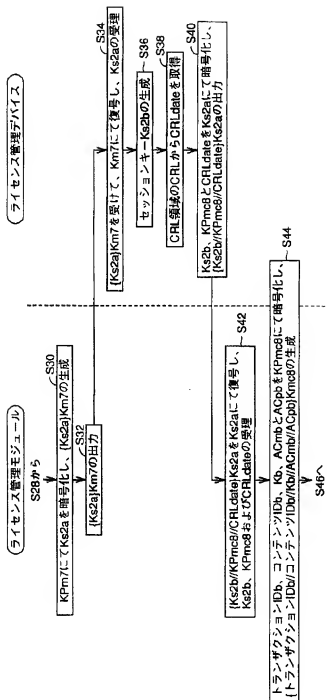 ライセンス管理モジュール
ライセンス管理デバイス
S28から
S30
KPm7にてKs2aを暗号化し、{Ks2a}Km7の生成
S32
{Ks2a}Km7の出力
S34
{Ks2a}Km7を受けて、Km7にて復号し、Ks2aの受理
S36
セッションキーKs2bの生成
S38
CRL領域のCRLからCRLdateを取得
S40
Ks2b、KPmc8とCRLdateをKs2aにて暗号化し、
{Ks2b//KPmc8//CRLdate}Ks2aの出力
S42
{Ks2b//KPmc8//CRLdate}Ks2aをKs2aにて復号し、
Ks2b、KPmc8およびCRLdateの受理
S44
トランザクションIDb、コンテンツIDb、Kb、ACmbとACpbをKPmc8にて暗号化し、
{トランザクションIDb//コンテンツIDb//Kb//ACmb//ACpb}Kmc8の生成
S46へ